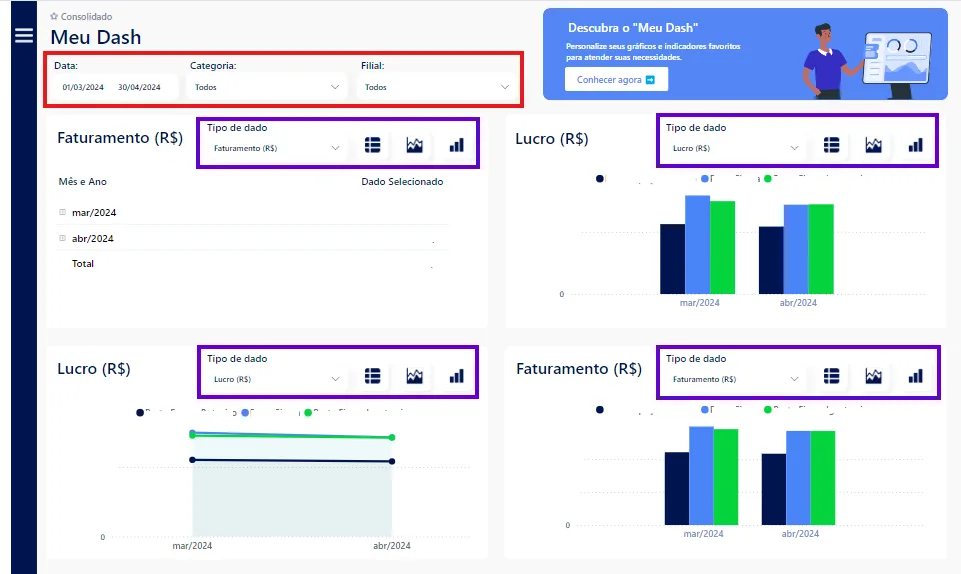 Consolidado
Meu Dash
Data:
Categoria:
Filial:
01/03/2024
30/04/2024
Todos
Todos
Descubra o "Meu Dash"
Personalize seus gráficos e indicadores favoritos
para atender suas necesidades.
Conhecer agora
Faturamento (R$)
Tipo de dado
Faturamento (R$)
Mês e Ano
Dado Selecionado
mar/2024
abr/2024
Total
Lucro (R$)
Tipo de dado
Lucro (R$)
0
mar/2024
abr/2024
Lucro (R$)
Tipo de dado
Lucro (R$)
0
mar/2024
abr/2024
Faturamento (R$)
Tipo de dado
Faturamento (R$)
0
mar/2024
abr/2024